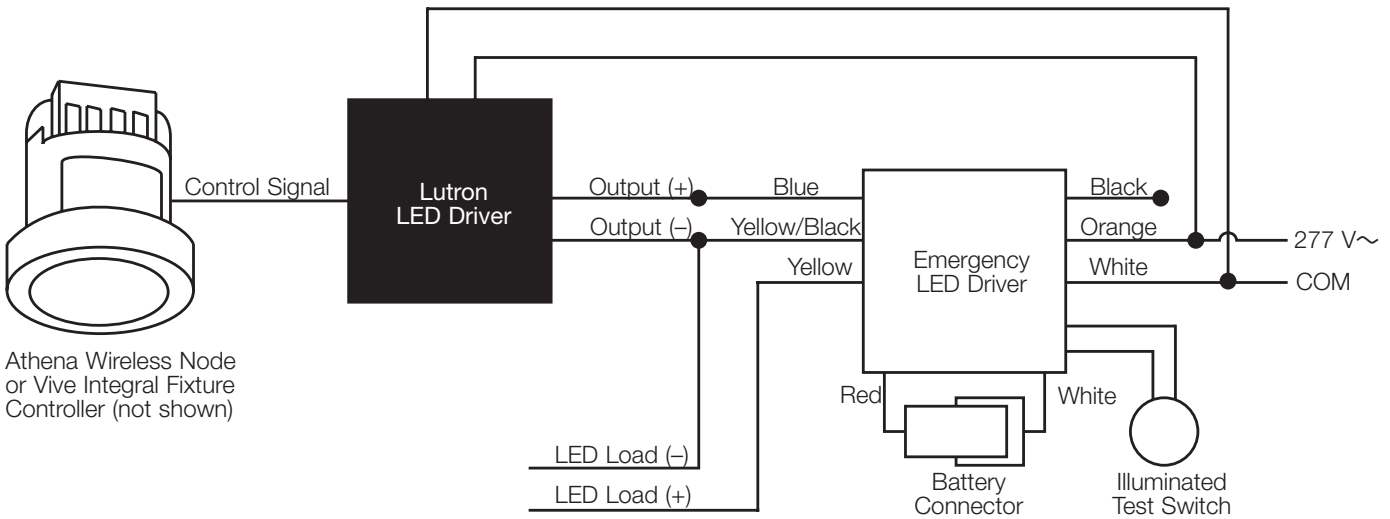 Control Signal
Lutron
LED Driver
Output (+)
Blue
Output (–)
Yellow/Black
Yellow
Emergency
LED Driver
Black
Orange
White
277 V~
COM
Athena Wireless Node
or Vive Integral Fixture
Controller (not shown)
Red
White
LED Load (–)
LED Load (+)
Battery
Connector
Illuminated
Test Switch